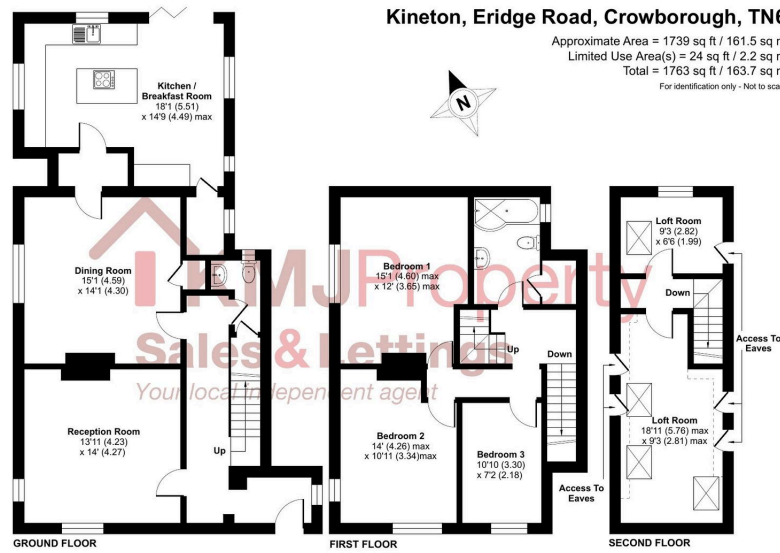 Kineton, Eridge Road, Crowborough, TN6
Approximate Area = 1739 sq ft / 161.5 sq m
Limited Use Area(s) = 24 sq ft / 2.2 sq m
Total = 1763 sq ft / 163.7 sq m
For identification only - Not to scale
N
Kitchen /
Breakfast Room
18'1 (5.51)
x 14'9 (4.49) max
Dining Room
15'1 (4.59)
x 14'1 (4.30)
Reception Room
13'11 (4.23)
x 14' (4.27)
Up
GROUND FLOOR
Bedroom 1
15'1 (4.60) max
x 12' (3.65) max
Up
Down
Bedroom 2
14' (4.26) max
x 10'11 (3.34)max
Bedroom 3
10'10 (3.30)
x 7'2 (2.18)
FIRST FLOOR
Loft Room
9'3 (2.82)
x 6'6 (1.99)
Down
Access To
Eaves
Loft Room
18'11 (5.76) max
x 9'3 (2.81) max
Access To
Eaves
SECOND FLOOR
KMJ Property
Sales & Lettings
Your local independent agent